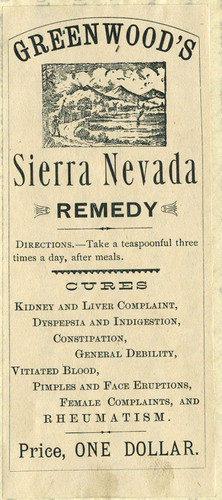 GREENWOOD'S
Sierra Nevada
REMEDY
DIRECTIONS.—Take a teaspoonful three
times a day, after meals.
CURES
KIDNEY AND LIVER COMPLAINT,
DYSPEPSIA AND INDIGESTION,
CONSTIPATION,
GENERAL DEBILITY,
VITIATED BLOOD,
PIMPLES AND FACE ERUPTIONS,
FEMALE COMPLAINTS, AND
RHEUMATISM.
Price, ONE DOLLAR.